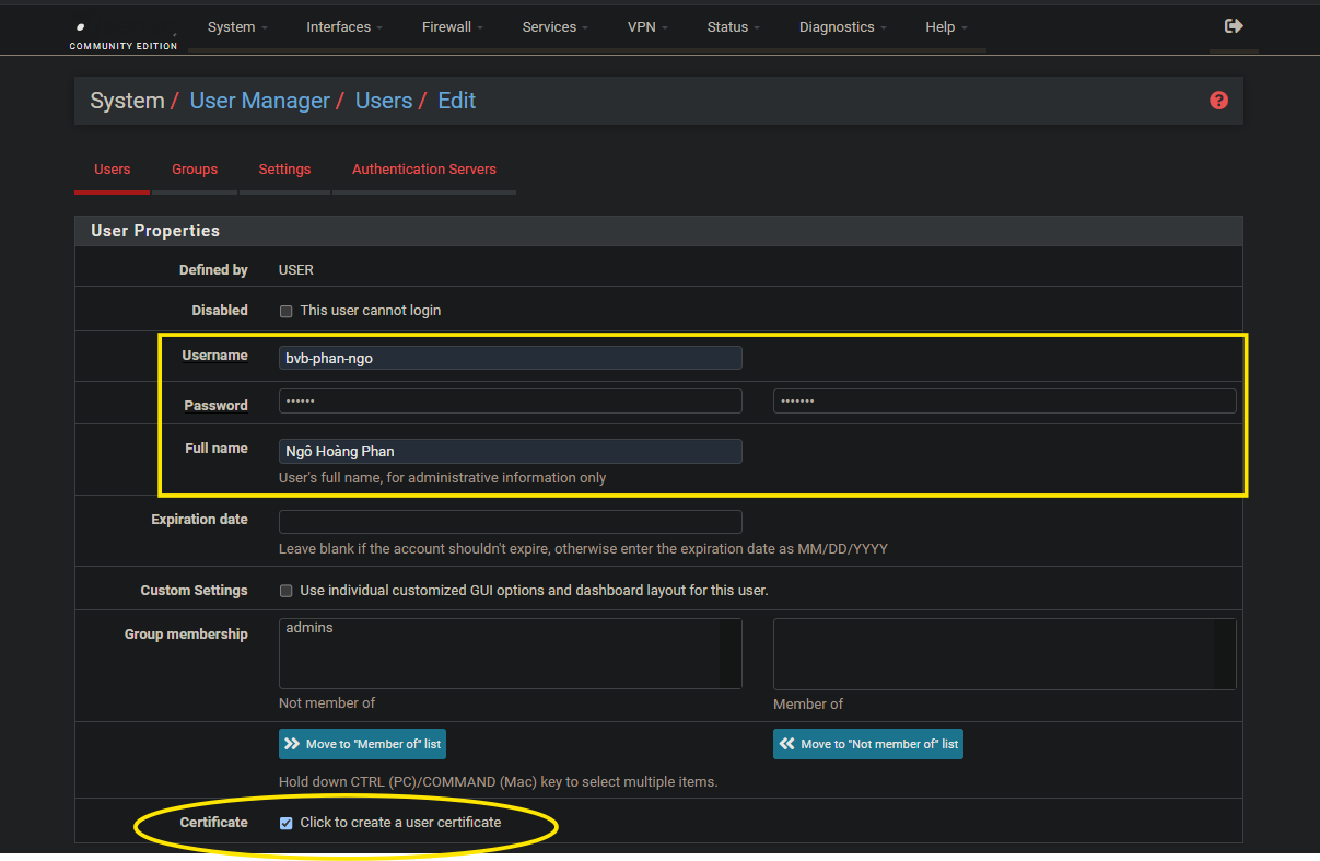 System Interfaces Firewall Services VPN Status Diagnostics Help
COMMUNITY EDITION
System / User Manager / Users / Edit ?
Users Groups Settings Authentication Servers
User Properties
Defined by USER
Disabled This user cannot login
Username bvb-phan-ngo
Password •••••• •••••••
Full name Ngô Hoàng Phan
User's full name, for administrative information only
Expiration date
Leave blank if the account shouldn't expire, otherwise enter the expiration date as MM/DD/YYYY
Custom Settings Use individual customized GUI options and dashboard layout for this user.
Group membership admins
Not member of Member of
Move to "Member of" list Move to "Not member of" list
Hold down CTRL (PC)/COMMAND (Mac) key to select multiple items.
Certificate Click to create a user certificate